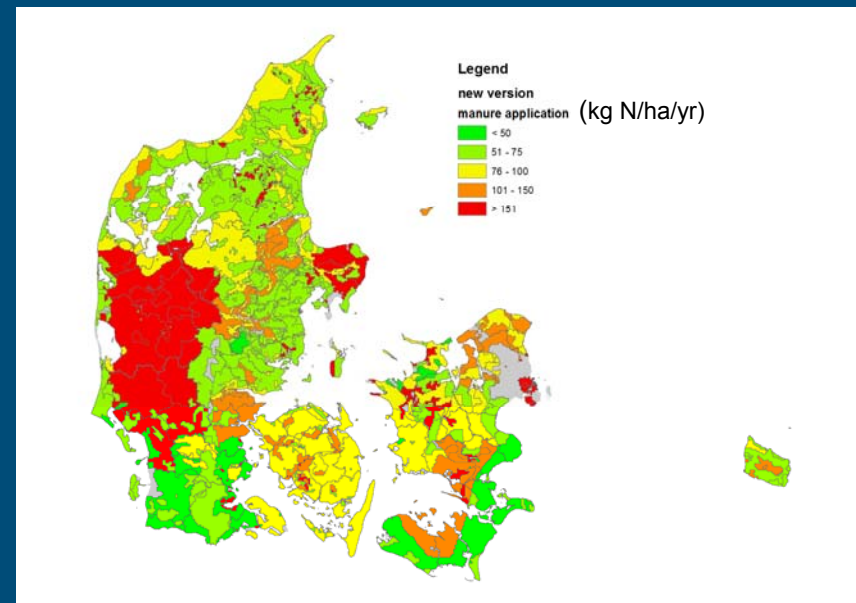 Legend
new version
manure application (kg N/ha/yr)
< 50
51 - 75
76 - 100
101 - 150
> 151